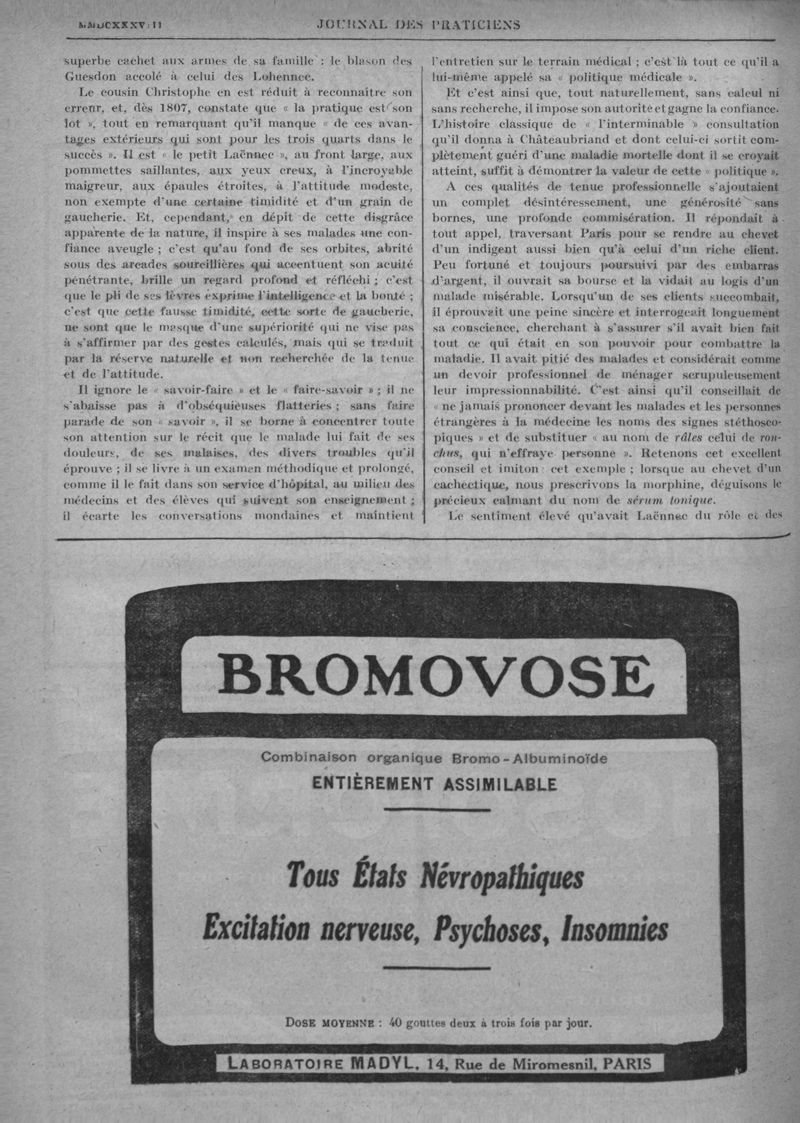 JOURNAL DES PRATICIENS
superbe cachet aux armes de sa famille : le blason des
Guesdon accolé à celui des Lohennec.
Le cousin Christophe en est réduit à reconnaitre son
erreur, et, dès 1807, constate que « la pratique est son
lot », tout en remarquant qu'il manque « de ces avan-
tages extérieurs qui sont pour les trois quarts dans le
succès ». Il est « le petit Laënnec », au front large, aux
pommettes saillantes, aux yeux creux, à l'incroyable
maigreur, aux épaules étroites, à l'attitude modeste,
non exempte d'une certaine timidité et d'un grain de
gaucherie. Et, cependant, en dépit de cette disgrâce
apparente de la nature, il inspire à ses malades une con-
fiance aveugle ; c'est qu'au fond de ses orbites, abrité
sous des arcades sourcillières qui accentuent son acuité
pénétrante, brille un regard profond et réfléchi ; c'est
que le pli de ses lèvres exprime l'intelligence et la bonté ;
c'est que cette fausse timidité, cette sorte de gaucherie,
ne sont que le masque d'une supériorité qui ne vise pas
à s'affirmer par des gestes calculés, mais qui se traduit
par la réserve naturelle et non recherchée de la tenue
et de l'attitude.
Il ignore le « savoir-faire » et le « faire-savoir » ; il ne
s'abaisse pas à d'obséquieuses flatteries ; sans faire
parade de son « savoir », il se borne à concentrer toute
son attention sur le récit que le malade lui fait de ses
douleurs, de ses malaises, des divers troubles qu'il
éprouve ; il se livre à un examen méthodique et prolongé,
comme il le fait dans son service d'hôpital, au milieu des
médecins et des élèves qui suivent son enseignement ;
il écarte les conversations mondaines et maintient
l'entretien sur le terrain médical ; c'est là tout ce qu'il a
lui-même appelé sa « politique médicale ».
Et c'est ainsi que, tout naturellement, sans calcul ni
sans recherche, il impose son autorité et gagne la confiance.
L'histoire classique de « l'interminable » consultation
qu'il donna à Châteaubriand et dont celui-ci sortit com-
plètement guéri d'une maladie mortelle dont il se croyait
atteint, suffit à démontrer la valeur de cette « politique ».
A ces qualités de tenue professionnelle s'ajoutaient
un complet désintéressement, une générosité sans
bornes, une profonde commisération. Il répondait à
tout appel, traversant Paris pour se rendre au chevet
d'un indigent aussi bien qu'à celui d'un riche client.
Peu fortuné et toujours poursuivi par des embarras
d'argent, il ouvrait sa bourse et la vidait au logis d'un
malade misérable. Lorsqu'un de ses clients succombait,
il éprouvait une peine sincère et interrogeait longuement
sa conscience, cherchant à s'assurer s'il avait bien fait
tout ce qui était en son pouvoir pour combattre la
maladie. Il avait pitié des malades et considérait comme
un devoir professionnel de ménager scrupuleusement
leur impressionnabilité. C'est ainsi qu'il conseillait de
« ne jamais prononcer devant les malades et les personnes
étrangères à la médecine les noms des signes stéthosco-
piques » et de substituer « au nom de râles celui de ron-
chus, qui n'effraye personne ». Retenons cet excellent
conseil et imiton cet exemple ; lorsque au chevet d'un
cachectique, nous prescrivons la morphine, déguisons le
précieux calmant du nom de sérum tonique.
Le sentiment élevé qu'avait Laënnec du rôle et des
BROMOVOSE
Combinaison organique Bromo-Albuminoïde
ENTIÈREMENT ASSIMILABLE
Tous États Névropathiques
Excitation nerveuse, Psychoses, Insomnies
DOSE MOYENNE : 40 gouttes deux à trois fois par jour.
LABORATOIRE MADYL, 14, Rue de Miromesnil, PARIS